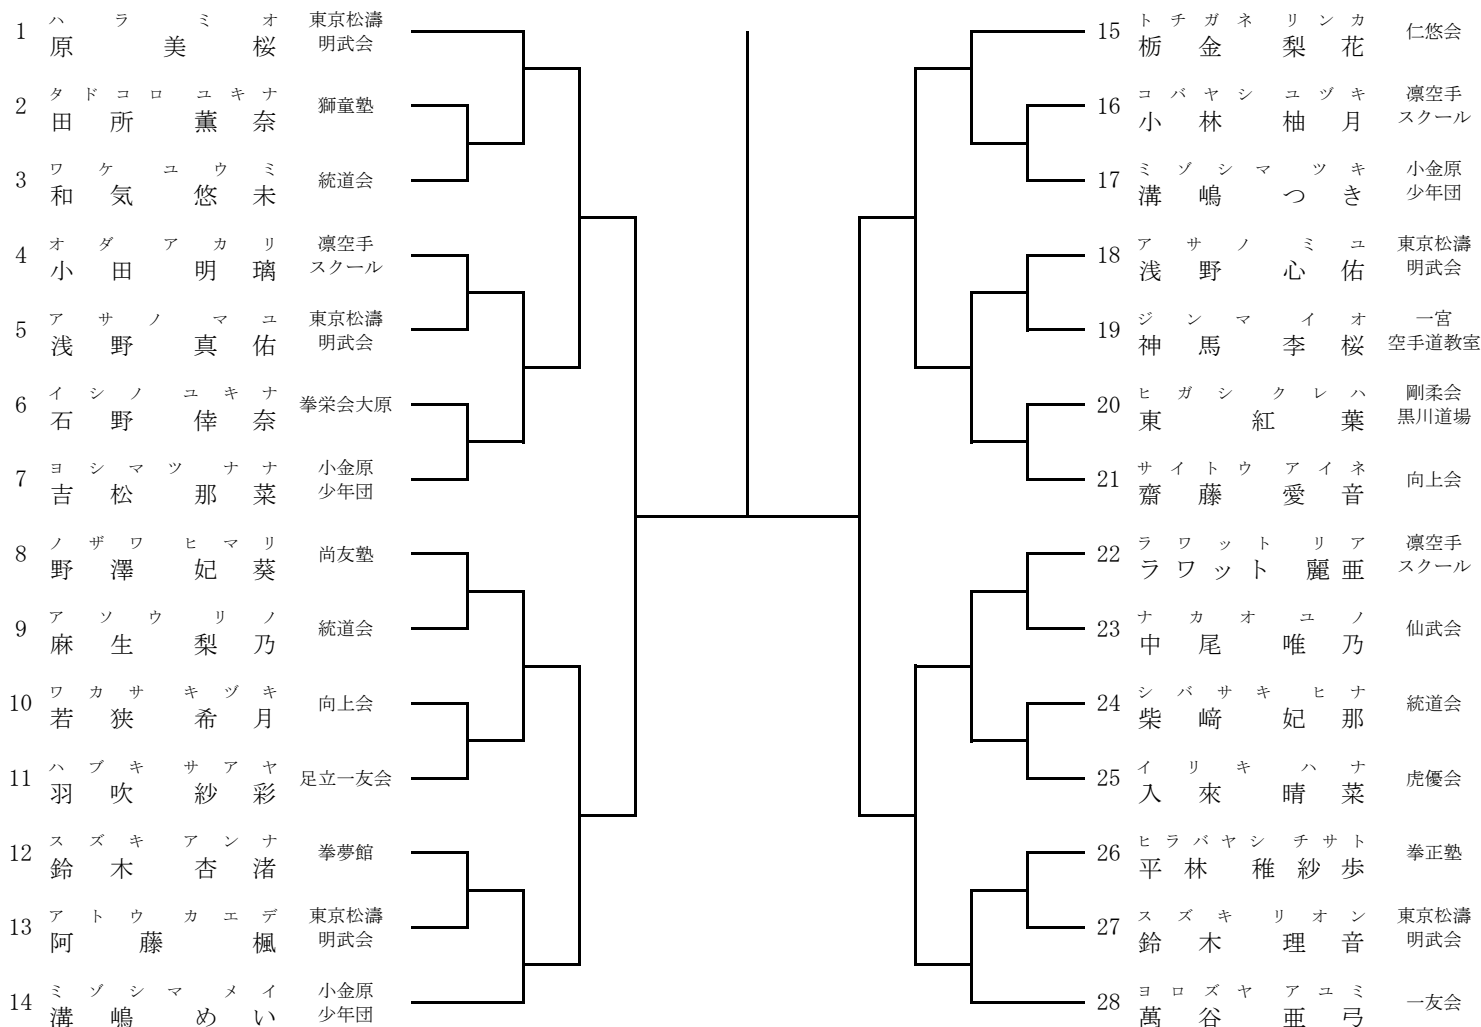 ハラ ミオ 東京松濤
1 原 美桜 明武会
タドコロ ユキナ
2 田所 薫奈 獅童塾
ワケ ユウミ
3 和気 悠未 統道会
オダ アカリ 凛空手
4 小田 明璃 スクール
アサノ マユ 東京松濤
5 浅野 真佑 明武会
イシノ ユキナ
6 石野 倖奈 拳栄会大原
ヨシマツ ナナ 小金原
7 吉松 那菜 少年団
ノザワ ヒマリ
8 野澤 妃葵 尚友塾
アソウ リノ
9 麻生 梨乃 統道会
ワカサ キヅキ
10 若狭 希月 向上会
ハブキ サアヤ
11 羽吹 紗彩 足立一友会
スズキ アンナ
12 鈴木 杏渚 拳夢館
アトウ カエデ 東京松濤
13 阿藤 楓 明武会
ミゾシマ メイ 小金原
14 溝嶋 めい 少年団
トチガネ リンカ
15 栃金 梨花 仁悠会
コバヤシ ユヅキ 凛空手
16 小林 柚月 スクール
ミゾシマ ツキ 小金原
17 溝嶋 つき 少年団
アサノ ミユ 東京松濤
18 浅野 心佑 明武会
ジンマ イオ 一宮
19 神馬 李桜 空手道教室
ヒガシ クレハ 剛柔会
20 東 紅葉 黒川道場
サイトウ アイネ
21 齋藤 愛音 向上会
ラワット リア 凛空手
22 ラワット 麗亜 スクール
ナカオ ユノ
23 中尾 唯乃 仙武会
シバサキ ヒナ
24 柴﨑 妃那 統道会
イリキ ハナ
25 入來 晴菜 虎優会
ヒラバヤシ チサト
26 平林 稚紗歩 拳正塾
スズキ リオン 東京松濤
27 鈴木 理音 明武会
ヨロズヤ アユミ
28 萬谷 亜弓 一友会